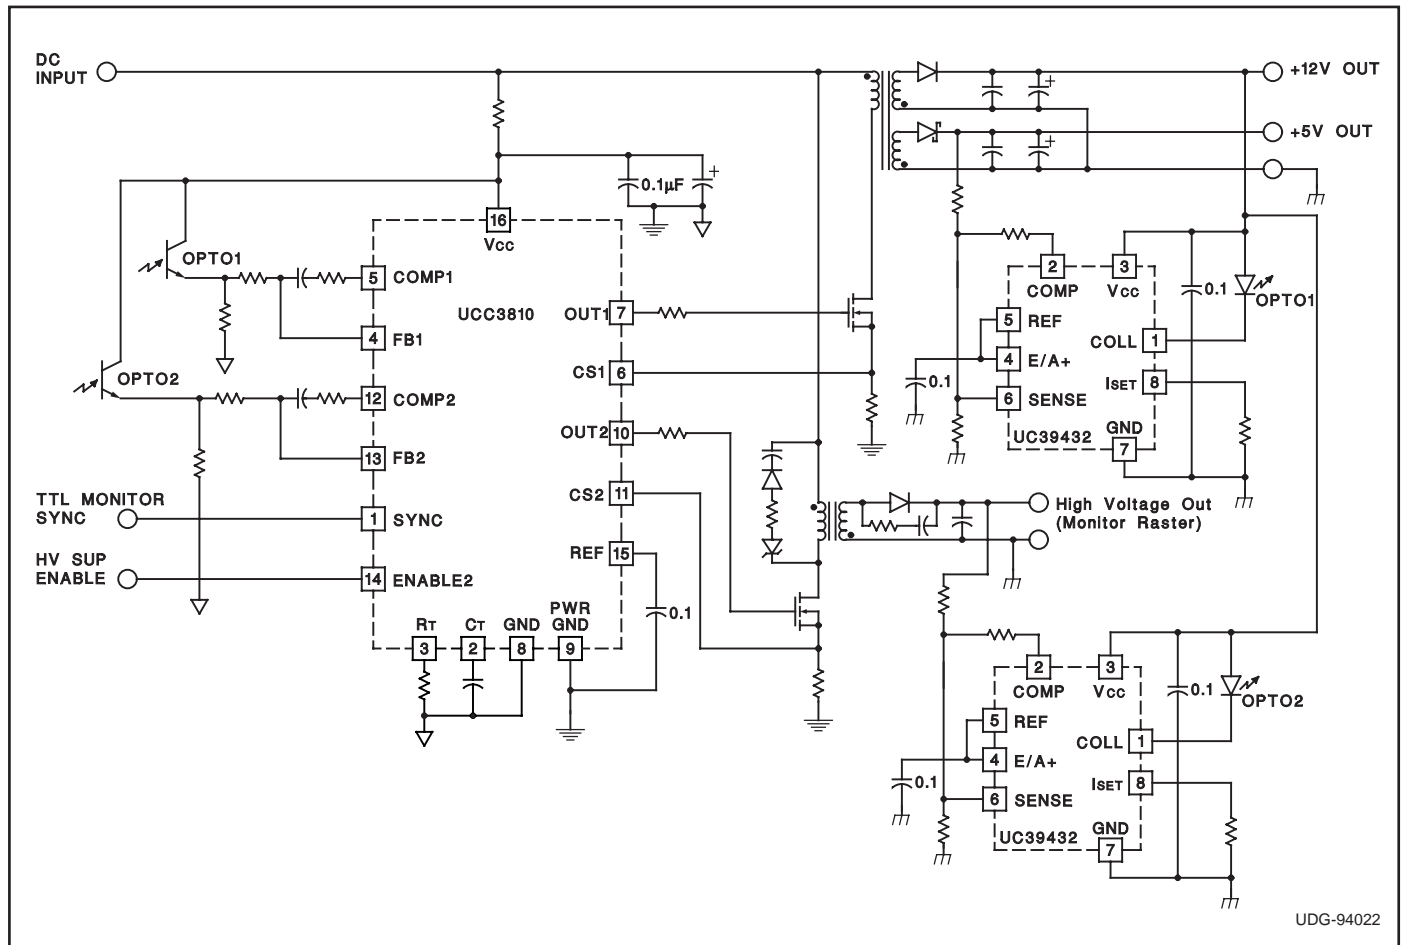 DC
INPUT
+12V OUT
+5V OUT
0.1µF
+
+
+
16
VCC
OPTO1
5
COMP1
UCC3810
OUT1
7
4
FB1
CS1
6
OPTO2
12
COMP2
OUT2
10
13
FB2
CS2
11
TTL MONITOR
SYNC
1
SYNC
REF
15
HV SUP
ENABLE
14
ENABLE2
0.1
RT
CT
GND
PWR
GND
3
2
8
9
2
COMP
3
VCC
0.1
OPTO1
5
REF
COLL
1
4
E/A+
0.1
ISET
8
6
SENSE
GND
UC39432
7
High Voltage Out
(Monitor Raster)
2
COMP
3
VCC
0.1
OPTO2
5
REF
COLL
1
4
E/A+
0.1
ISET
8
6
SENSE
GND
UC39432
7
UDG-94022